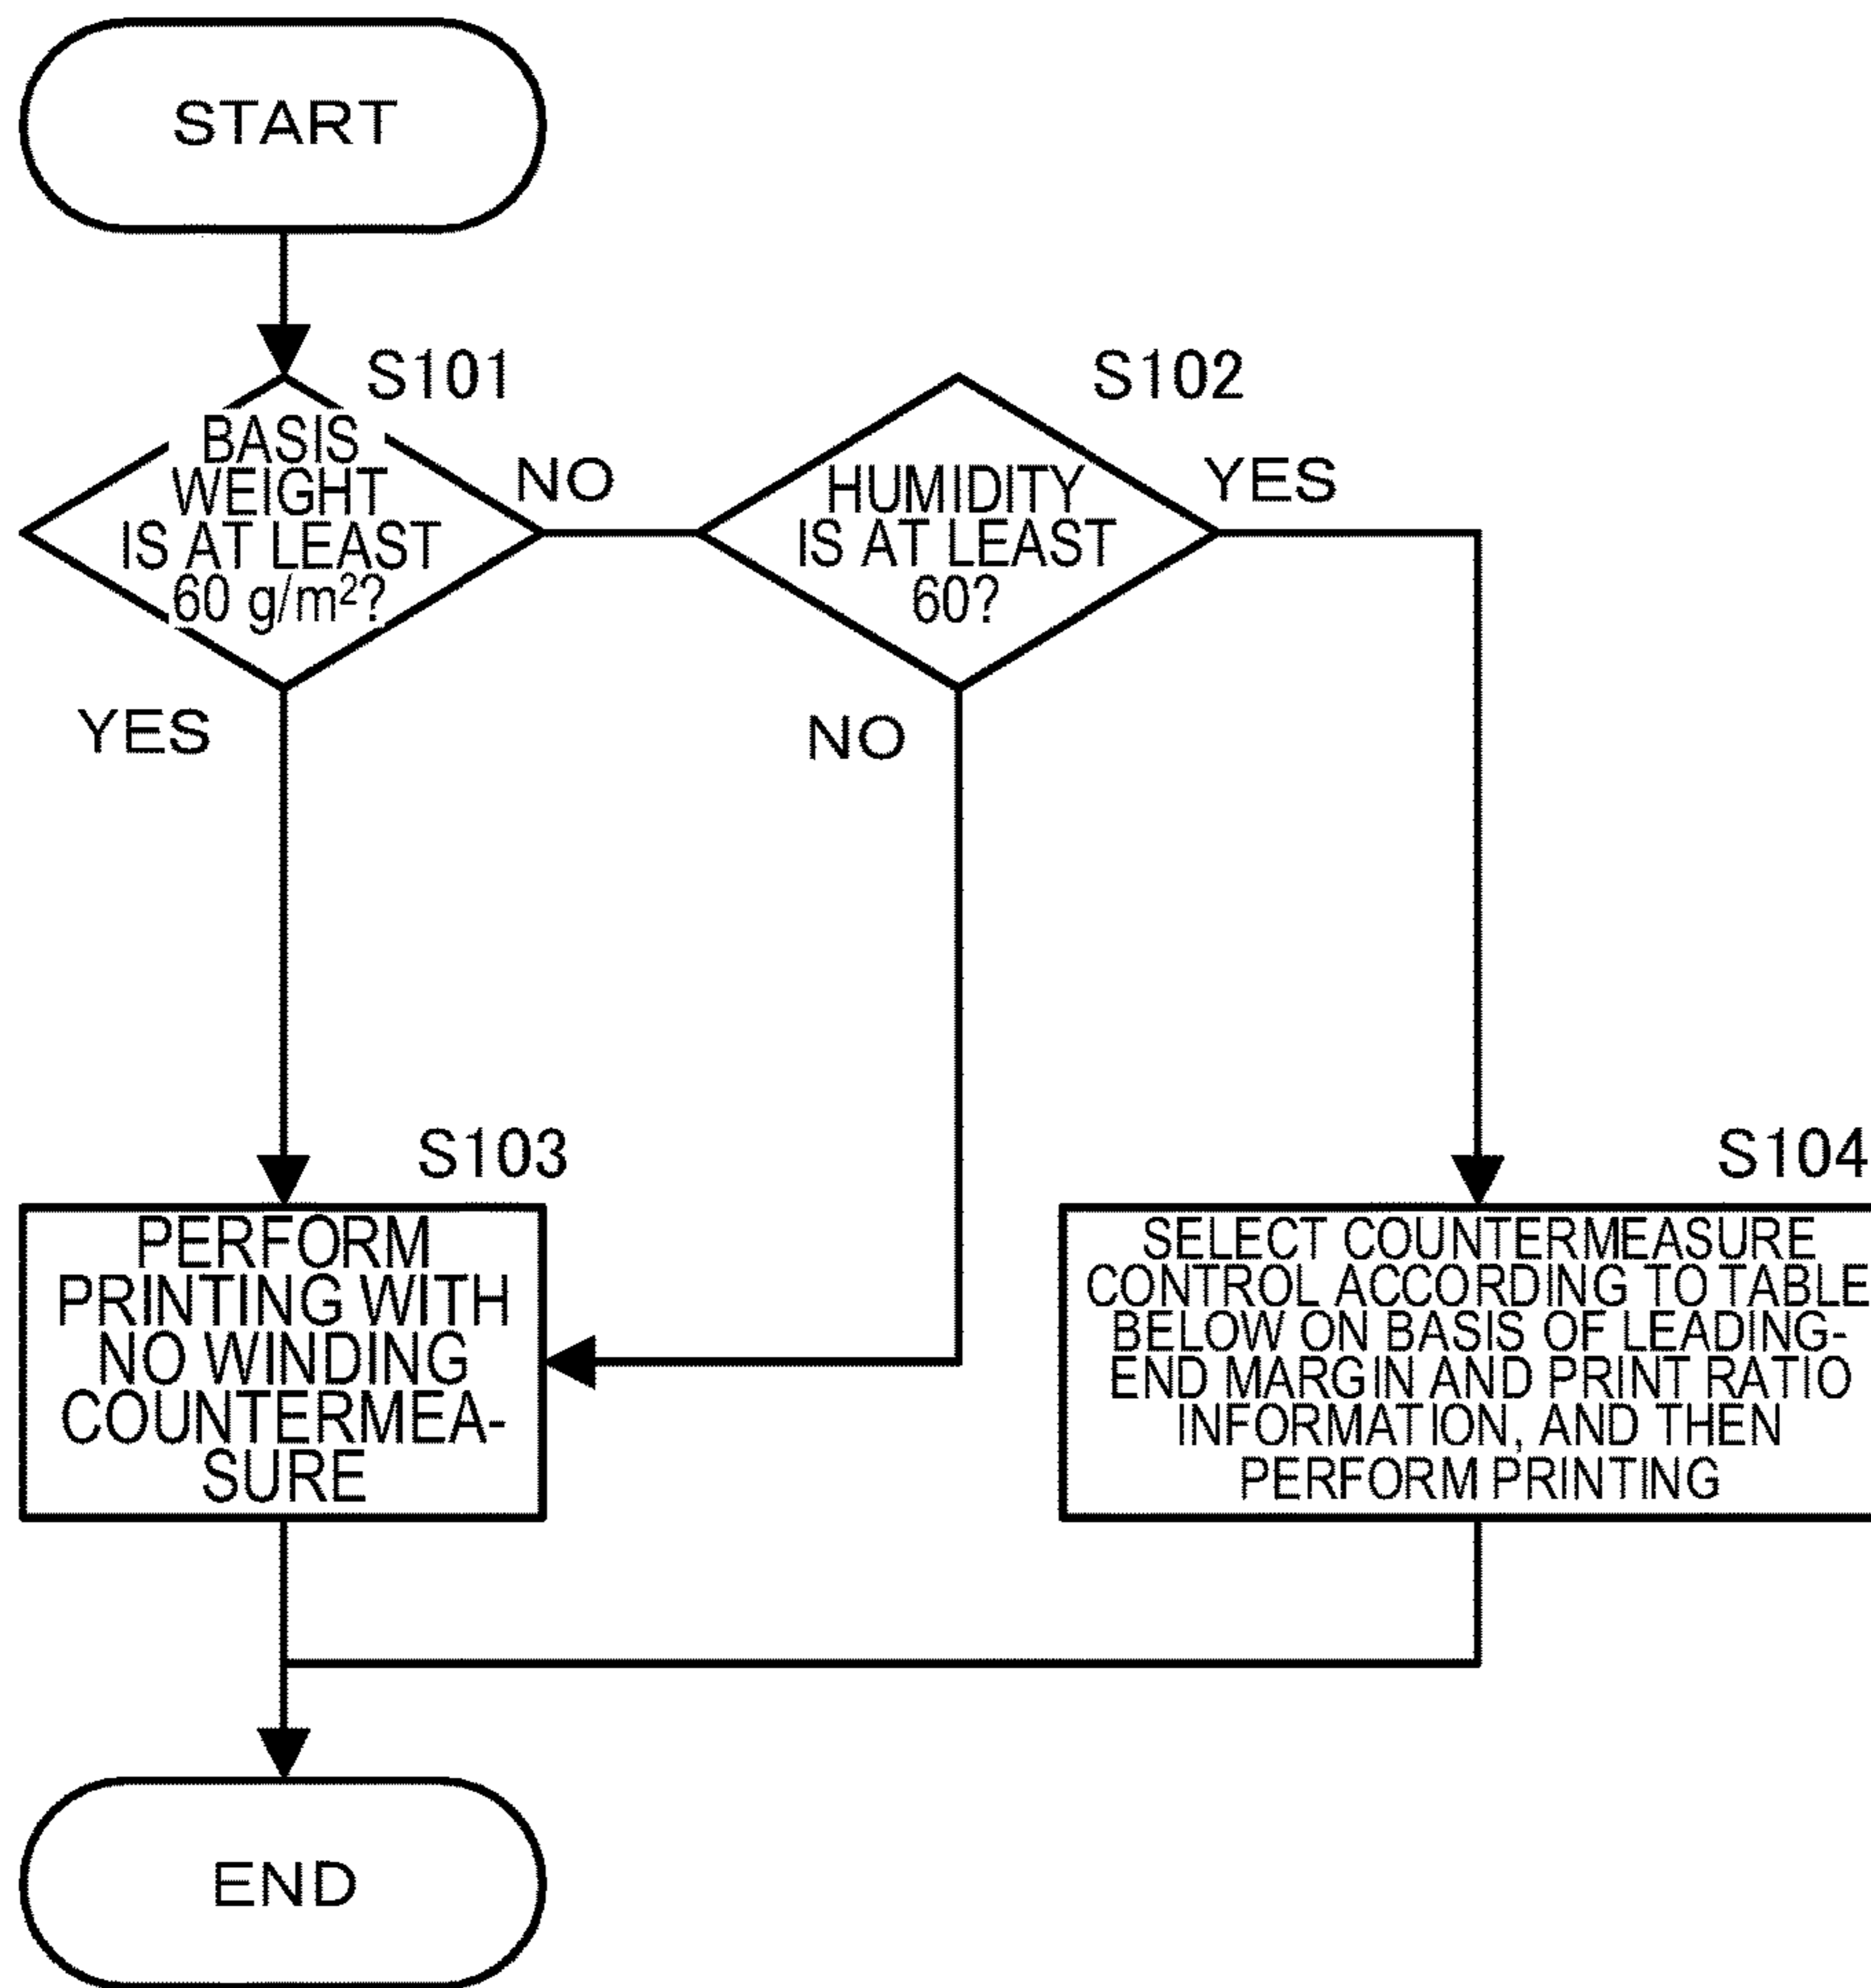 START
S101
BASIS
WEIGHT
IS AT LEAST
60 g/m²?
NO
YES
S102
HUMIDITY
IS AT LEAST
60?
YES
NO
S103
PERFORM
PRINTING WITH
NO WINDING
COUNTERMEA-
SURE
S104
SELECT COUNTERMEASURE
CONTROL ACCORDING TO TABLE
BELOW ON BASIS OF LEADING-
END MARGIN AND PRINT RATIO
INFORMATION, AND THEN
PERFORM PRINTING
END